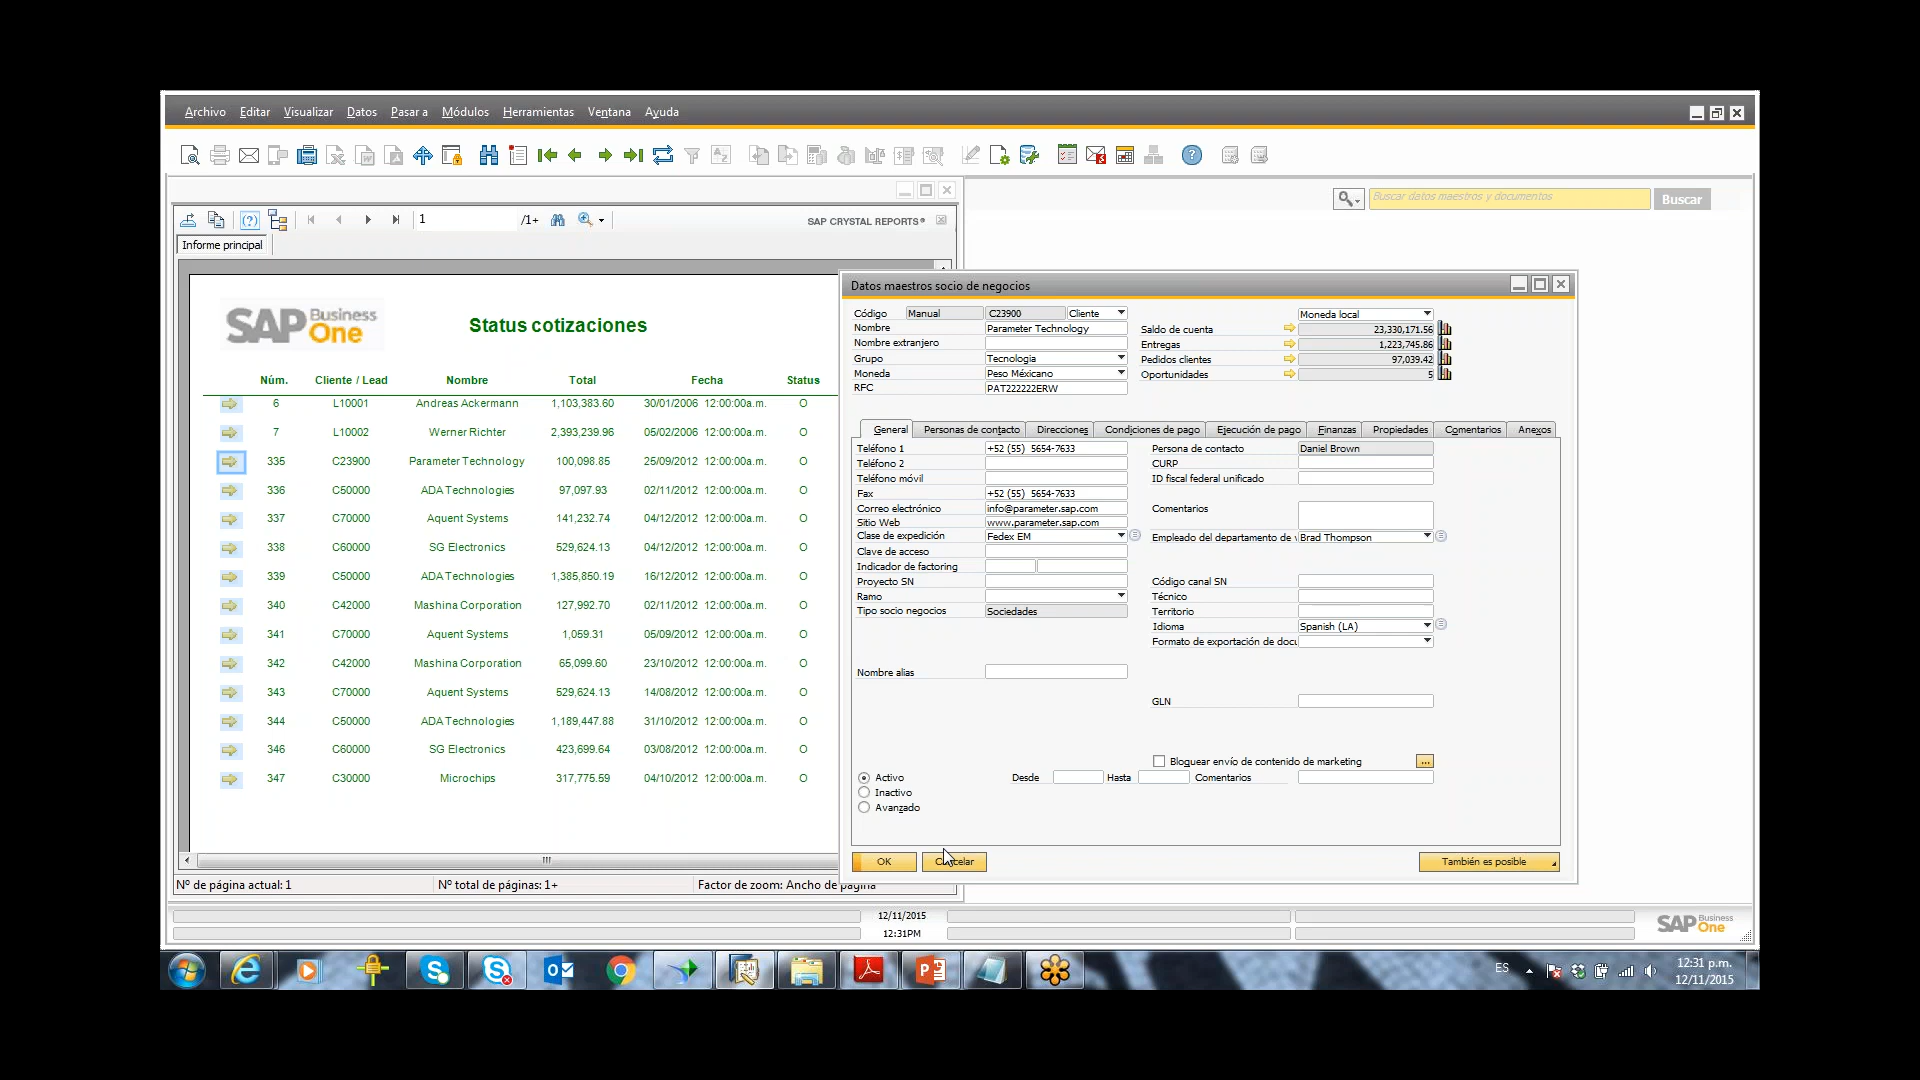 Archivo Editar Visualizar Datos Pasar a Módulos Herramientas Ventana Ayuda
Buscar datos maestros y documentos Buscar
1 /1+ SAP CRYSTAL REPORTS®
Informe principal
SAP Business One
Status cotizaciones
Núm. Cliente / Lead Nombre Total Fecha Status
6 L10001 Andreas Ackermann 1,103,383.60 30/01/2006 12:00:00a.m. O
7 L10002 Werner Richter 2,393,239.96 05/02/2006 12:00:00a.m. O
335 C23900 Parameter Technology 100,098.85 25/09/2012 12:00:00a.m. O
336 C50000 ADA Technologies 97,097.93 02/11/2012 12:00:00a.m. O
337 C70000 Aquent Systems 141,232.74 04/12/2012 12:00:00a.m. O
338 C60000 SG Electronics 529,624.13 04/12/2012 12:00:00a.m. O
339 C50000 ADA Technologies 1,385,850.19 16/12/2012 12:00:00a.m. O
340 C42000 Mashina Corporation 127,992.70 02/11/2012 12:00:00a.m. O
341 C70000 Aquent Systems 1,059.31 05/09/2012 12:00:00a.m. O
342 C42000 Mashina Corporation 65,099.60 23/10/2012 12:00:00a.m. O
343 C70000 Aquent Systems 529,624.13 14/08/2012 12:00:00a.m. O
344 C50000 ADA Technologies 1,189,447.88 31/10/2012 12:00:00a.m. O
346 C60000 SG Electronics 423,699.64 03/08/2012 12:00:00a.m. O
347 C30000 Microchips 317,775.59 04/10/2012 12:00:00a.m. O
Nº de página actual: 1 Nº total de páginas: 1+ Factor de zoom: Ancho de página
Datos maestros socio de negocios
Código Manual C23900 Cliente
Nombre Parameter Technology
Nombre extranjero
Grupo Tecnologia
Moneda Peso Méxicano
RFC PAT222222ERW
Moneda local
Saldo de cuenta 23,330,171.56
Entregas 1,223,745.86
Pedidos clientes 97,039.42
Oportunidades 5
General Personas de contacto Direcciones Condiciones de pago Ejecución de pago Finanzas Propiedades Comentarios Anexos
Teléfono 1 +52 (55) 5654-7633
Teléfono 2
Teléfono móvil
Fax +52 (55) 5654-7633
Correo electrónico info@parameter.sap.com
Sitio Web www.parameter.sap.com
Clase de expedición Fedex EM
Clave de acceso
Indicador de factoring
Proyecto SN
Ramo
Tipo socio negocios Sociedades
Nombre alias
Persona de contacto Daniel Brown
CURP
ID fiscal federal unificado
Comentarios
Empleado del departamento de v Brad Thompson
Código canal SN
Técnico
Territorio
Idioma Spanish (LA)
Formato de exportación de docu
GLN
Bloquear envío de contenido de marketing ...
Activo Desde Hasta Comentarios
Inactivo
Avanzado
OK Cancelar También es posible
12/11/2015
12:31PM
SAP Business One
ES 12:31 p.m.
12/11/2015